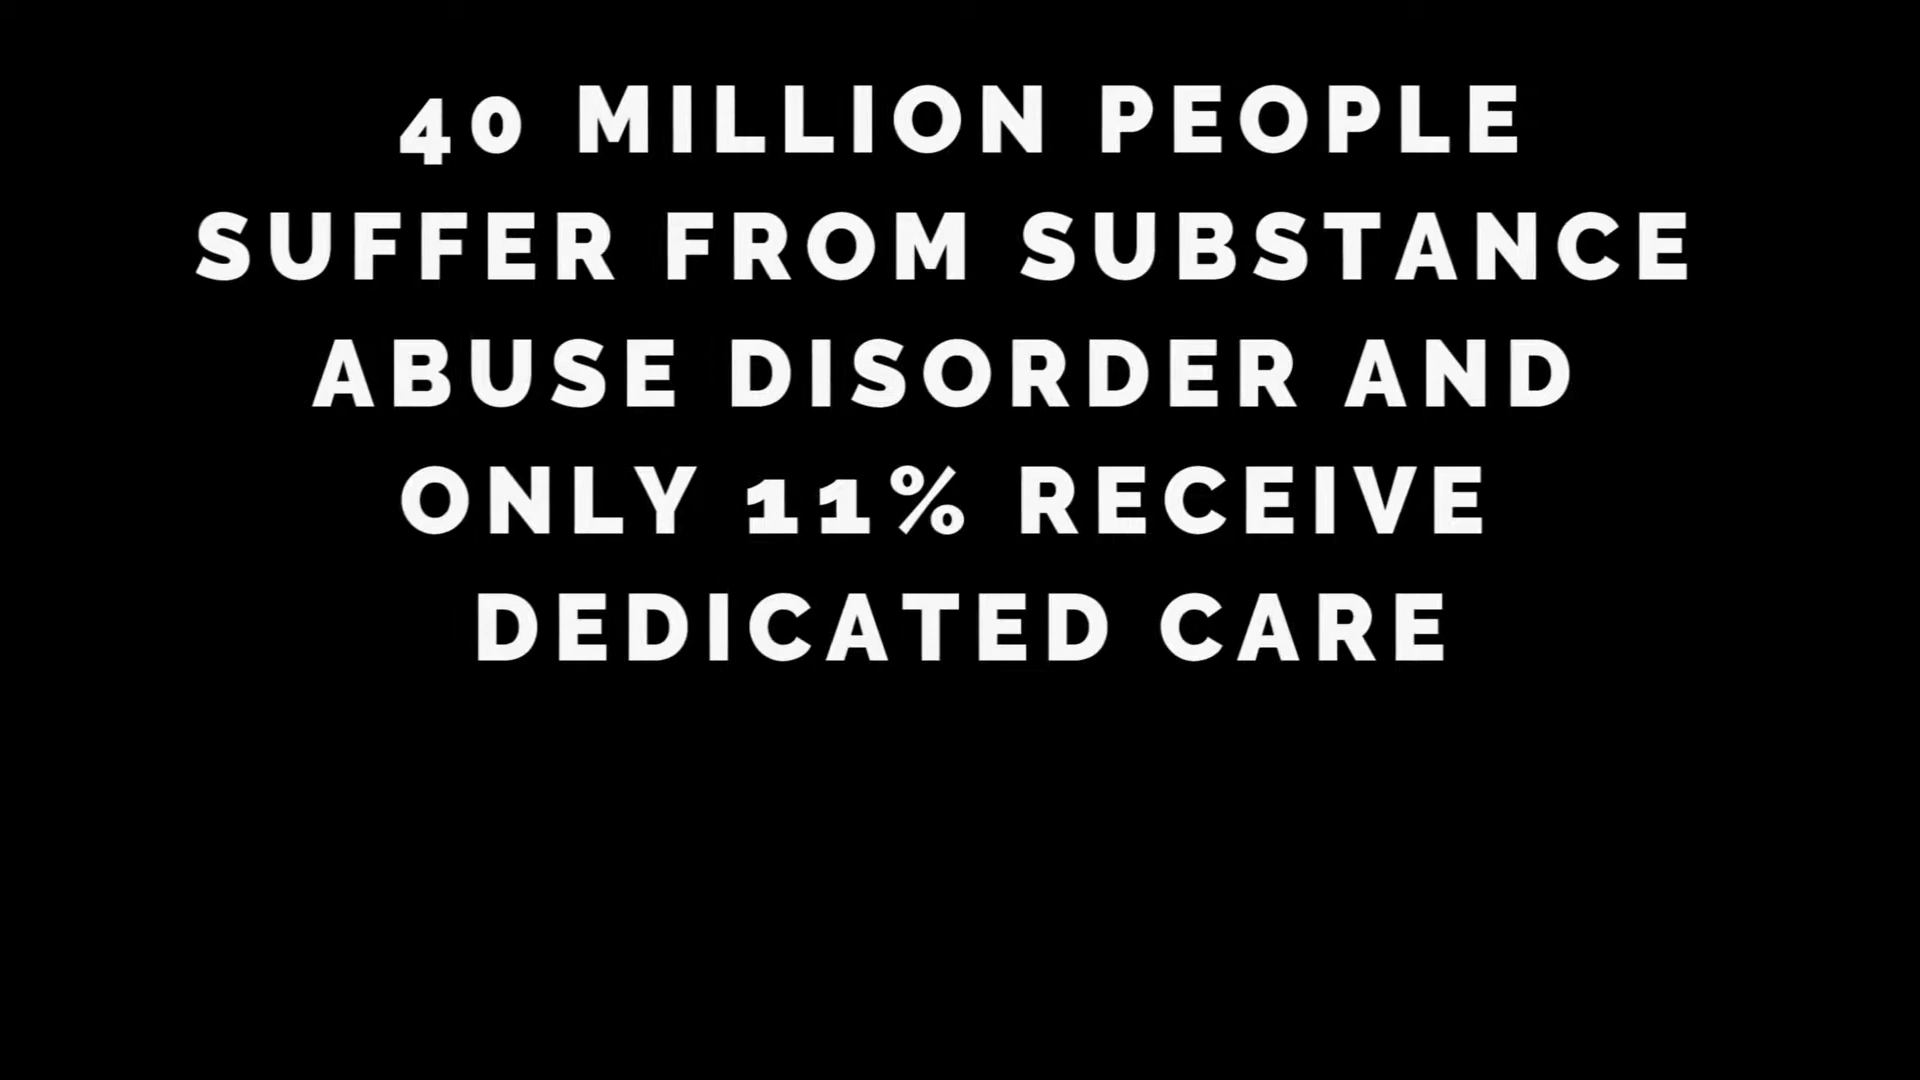 40 MILLION PEOPLE
SUFFER FROM SUBSTANCE
ABUSE DISORDER AND
ONLY 11% RECEIVE
DEDICATED CARE